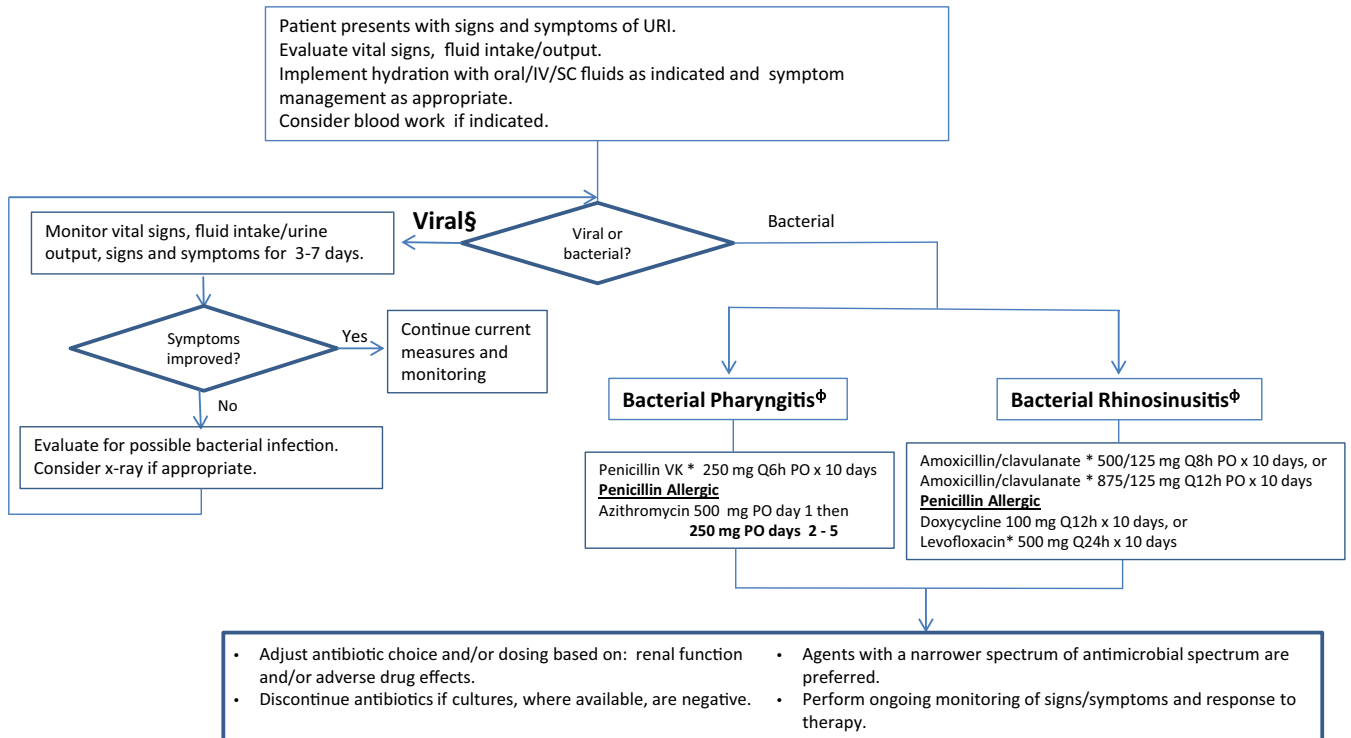 Patient presents with signs and symptoms of URI.
Evaluate vital signs, fluid intake/output.
Implement hydration with oral/IV/SC fluids as indicated and symptom
management as appropriate.
Consider blood work if indicated.
Viral§
Viral or
bacterial?
Bacterial
Monitor vital signs, fluid intake/urine
output, signs and symptoms for 3-7 days.
Symptoms
improved?
Yes
Continue current
measures and
monitoring
No
Evaluate for possible bacterial infection.
Consider x-ray if appropriate.
Bacterial Pharyngitisᶲ
Penicillin VK * 250 mg Q6h PO x 10 days
Penicillin Allergic
Azithromycin 500 mg PO day 1 then
250 mg PO days 2 - 5
Bacterial Rhinosinusitisᶲ
Amoxicillin/clavulanate * 500/125 mg Q8h PO x 10 days, or
Amoxicillin/clavulanate * 875/125 mg Q12h PO x 10 days
Penicillin Allergic
Doxycycline 100 mg Q12h x 10 days, or
Levofloxacin* 500 mg Q24h x 10 days
• Adjust antibiotic choice and/or dosing based on: renal function
and/or adverse drug effects.
• Discontinue antibiotics if cultures, where available, are negative.
• Agents with a narrower spectrum of antimicrobial spectrum are
preferred.
• Perform ongoing monitoring of signs/symptoms and response to
therapy.